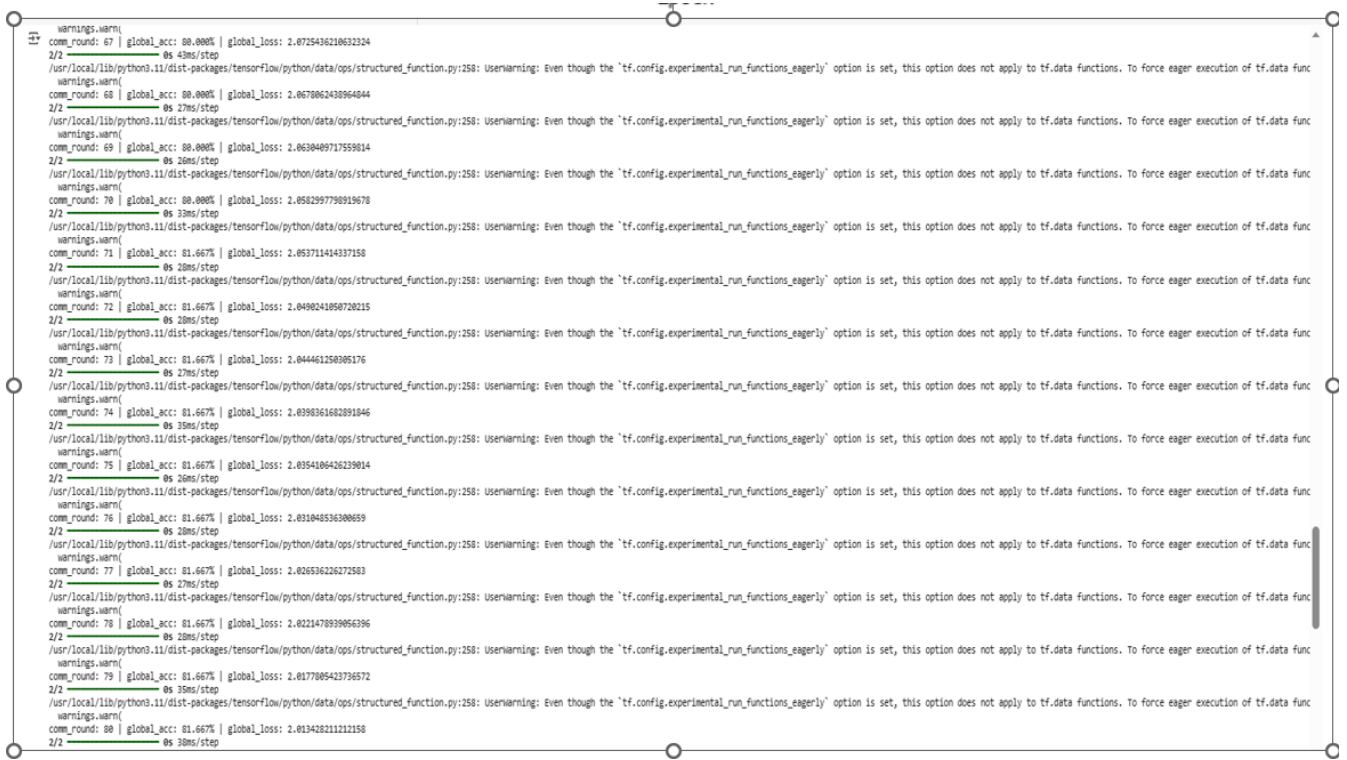 warnings.warn(
comm_round: 67 | global_acc: 80.000% | global_loss: 2.0725436210632324
2/2 0s 43ms/step
/usr/local/lib/python3.11/dist-packages/tensorflow/python/data/ops/structured_function.py:258: UserWarning: Even though the `tf.config.experimental_run_functions_eagerly` option is set, this option does not apply to tf.data functions. To force eager execution of tf.data func
warnings.warn(
comm_round: 68 | global_acc: 80.000% | global_loss: 2.0678062438964844
2/2 0s 27ms/step
/usr/local/lib/python3.11/dist-packages/tensorflow/python/data/ops/structured_function.py:258: UserWarning: Even though the `tf.config.experimental_run_functions_eagerly` option is set, this option does not apply to tf.data functions. To force eager execution of tf.data func
warnings.warn(
comm_round: 69 | global_acc: 80.000% | global_loss: 2.0630409717559814
2/2 0s 26ms/step
/usr/local/lib/python3.11/dist-packages/tensorflow/python/data/ops/structured_function.py:258: UserWarning: Even though the `tf.config.experimental_run_functions_eagerly` option is set, this option does not apply to tf.data functions. To force eager execution of tf.data func
warnings.warn(
comm_round: 70 | global_acc: 80.000% | global_loss: 2.0582997798919678
2/2 0s 33ms/step
/usr/local/lib/python3.11/dist-packages/tensorflow/python/data/ops/structured_function.py:258: UserWarning: Even though the `tf.config.experimental_run_functions_eagerly` option is set, this option does not apply to tf.data functions. To force eager execution of tf.data func
warnings.warn(
comm_round: 71 | global_acc: 81.667% | global_loss: 2.053711414337158
2/2 0s 28ms/step
/usr/local/lib/python3.11/dist-packages/tensorflow/python/data/ops/structured_function.py:258: UserWarning: Even though the `tf.config.experimental_run_functions_eagerly` option is set, this option does not apply to tf.data functions. To force eager execution of tf.data func
warnings.warn(
comm_round: 72 | global_acc: 81.667% | global_loss: 2.0490241050720215
2/2 0s 28ms/step
/usr/local/lib/python3.11/dist-packages/tensorflow/python/data/ops/structured_function.py:258: UserWarning: Even though the `tf.config.experimental_run_functions_eagerly` option is set, this option does not apply to tf.data functions. To force eager execution of tf.data func
warnings.warn(
comm_round: 73 | global_acc: 81.667% | global_loss: 2.044461250305176
2/2 0s 27ms/step
/usr/local/lib/python3.11/dist-packages/tensorflow/python/data/ops/structured_function.py:258: UserWarning: Even though the `tf.config.experimental_run_functions_eagerly` option is set, this option does not apply to tf.data functions. To force eager execution of tf.data func
warnings.warn(
comm_round: 74 | global_acc: 81.667% | global_loss: 2.0398361682891846
2/2 0s 35ms/step
/usr/local/lib/python3.11/dist-packages/tensorflow/python/data/ops/structured_function.py:258: UserWarning: Even though the `tf.config.experimental_run_functions_eagerly` option is set, this option does not apply to tf.data functions. To force eager execution of tf.data func
warnings.warn(
comm_round: 75 | global_acc: 81.667% | global_loss: 2.0354106426239014
2/2 0s 26ms/step
/usr/local/lib/python3.11/dist-packages/tensorflow/python/data/ops/structured_function.py:258: UserWarning: Even though the `tf.config.experimental_run_functions_eagerly` option is set, this option does not apply to tf.data functions. To force eager execution of tf.data func
warnings.warn(
comm_round: 76 | global_acc: 81.667% | global_loss: 2.031048536300659
2/2 0s 28ms/step
/usr/local/lib/python3.11/dist-packages/tensorflow/python/data/ops/structured_function.py:258: UserWarning: Even though the `tf.config.experimental_run_functions_eagerly` option is set, this option does not apply to tf.data functions. To force eager execution of tf.data func
warnings.warn(
comm_round: 77 | global_acc: 81.667% | global_loss: 2.026536226272583
2/2 0s 27ms/step
/usr/local/lib/python3.11/dist-packages/tensorflow/python/data/ops/structured_function.py:258: UserWarning: Even though the `tf.config.experimental_run_functions_eagerly` option is set, this option does not apply to tf.data functions. To force eager execution of tf.data func
warnings.warn(
comm_round: 78 | global_acc: 81.667% | global_loss: 2.0221478939056396
2/2 0s 28ms/step
/usr/local/lib/python3.11/dist-packages/tensorflow/python/data/ops/structured_function.py:258: UserWarning: Even though the `tf.config.experimental_run_functions_eagerly` option is set, this option does not apply to tf.data functions. To force eager execution of tf.data func
warnings.warn(
comm_round: 79 | global_acc: 81.667% | global_loss: 2.0177805423736572
2/2 0s 35ms/step
/usr/local/lib/python3.11/dist-packages/tensorflow/python/data/ops/structured_function.py:258: UserWarning: Even though the `tf.config.experimental_run_functions_eagerly` option is set, this option does not apply to tf.data functions. To force eager execution of tf.data func
warnings.warn(
comm_round: 80 | global_acc: 81.667% | global_loss: 2.013428211212158
2/2 0s 38ms/step